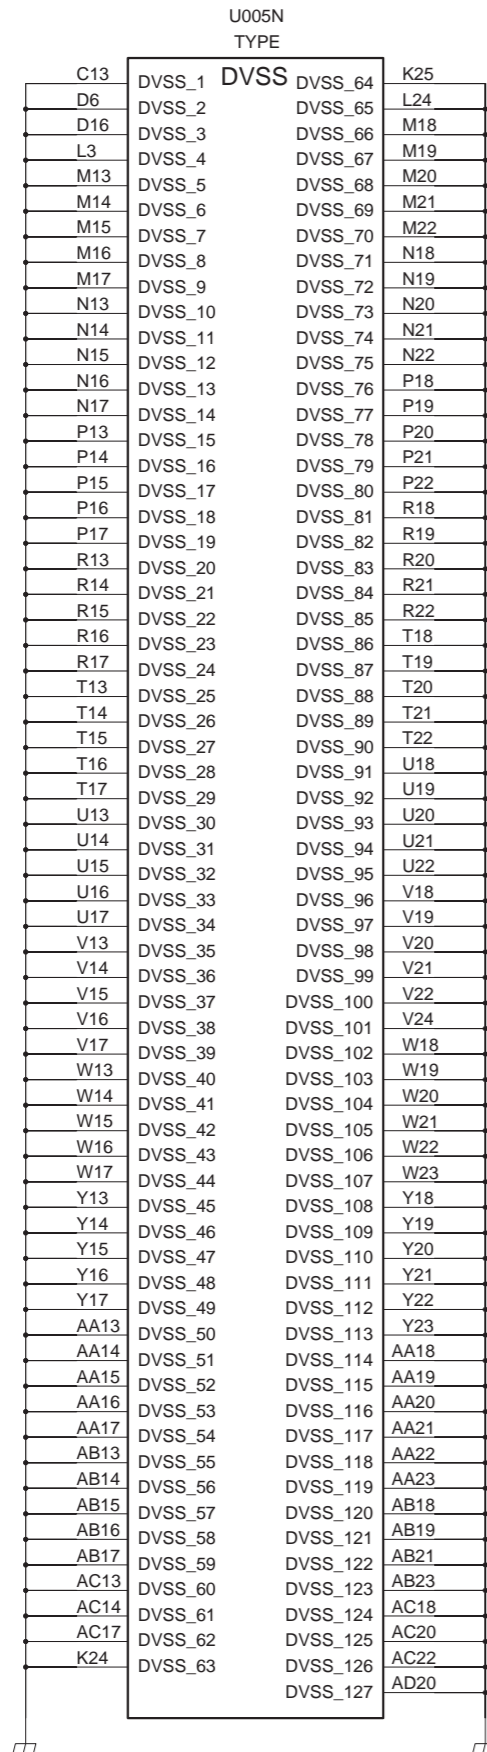 U005N
TYPE
DVSS
C13 DVSS_1 DVSS_64 K25
D6 DVSS_2 DVSS_65 L24
D16 DVSS_3 DVSS_66 M18
L3 DVSS_4 DVSS_67 M19
M13 DVSS_5 DVSS_68 M20
M14 DVSS_6 DVSS_69 M21
M15 DVSS_7 DVSS_70 M22
M16 DVSS_8 DVSS_71 N18
M17 DVSS_9 DVSS_72 N19
N13 DVSS_10 DVSS_73 N20
N14 DVSS_11 DVSS_74 N21
N15 DVSS_12 DVSS_75 N22
N16 DVSS_13 DVSS_76 P18
N17 DVSS_14 DVSS_77 P19
P13 DVSS_15 DVSS_78 P20
P14 DVSS_16 DVSS_79 P21
P15 DVSS_17 DVSS_80 P22
P16 DVSS_18 DVSS_81 R18
P17 DVSS_19 DVSS_82 R19
R13 DVSS_20 DVSS_83 R20
R14 DVSS_21 DVSS_84 R21
R15 DVSS_22 DVSS_85 R22
R16 DVSS_23 DVSS_86 T18
R17 DVSS_24 DVSS_87 T19
T13 DVSS_25 DVSS_88 T20
T14 DVSS_26 DVSS_89 T21
T15 DVSS_27 DVSS_90 T22
T16 DVSS_28 DVSS_91 U18
T17 DVSS_29 DVSS_92 U19
U13 DVSS_30 DVSS_93 U20
U14 DVSS_31 DVSS_94 U21
U15 DVSS_32 DVSS_95 U22
U16 DVSS_33 DVSS_96 V18
U17 DVSS_34 DVSS_97 V19
V13 DVSS_35 DVSS_98 V20
V14 DVSS_36 DVSS_99 V21
V15 DVSS_37 DVSS_100 V22
V16 DVSS_38 DVSS_101 V24
V17 DVSS_39 DVSS_102 W18
W13 DVSS_40 DVSS_103 W19
W14 DVSS_41 DVSS_104 W20
W15 DVSS_42 DVSS_105 W21
W16 DVSS_43 DVSS_106 W22
W17 DVSS_44 DVSS_107 W23
Y13 DVSS_45 DVSS_108 Y18
Y14 DVSS_46 DVSS_109 Y19
Y15 DVSS_47 DVSS_110 Y20
Y16 DVSS_48 DVSS_111 Y21
Y17 DVSS_49 DVSS_112 Y22
AA13 DVSS_50 DVSS_113 Y23
AA14 DVSS_51 DVSS_114 AA18
AA15 DVSS_52 DVSS_115 AA19
AA16 DVSS_53 DVSS_116 AA20
AA17 DVSS_54 DVSS_117 AA21
AB13 DVSS_55 DVSS_118 AA22
AB14 DVSS_56 DVSS_119 AA23
AB15 DVSS_57 DVSS_120 AB18
AB16 DVSS_58 DVSS_121 AB19
AB17 DVSS_59 DVSS_122 AB21
AC13 DVSS_60 DVSS_123 AB23
AC14 DVSS_61 DVSS_124 AC18
AC17 DVSS_62 DVSS_125 AC20
K24 DVSS_63 DVSS_126 AC22
DVSS_127 AD20